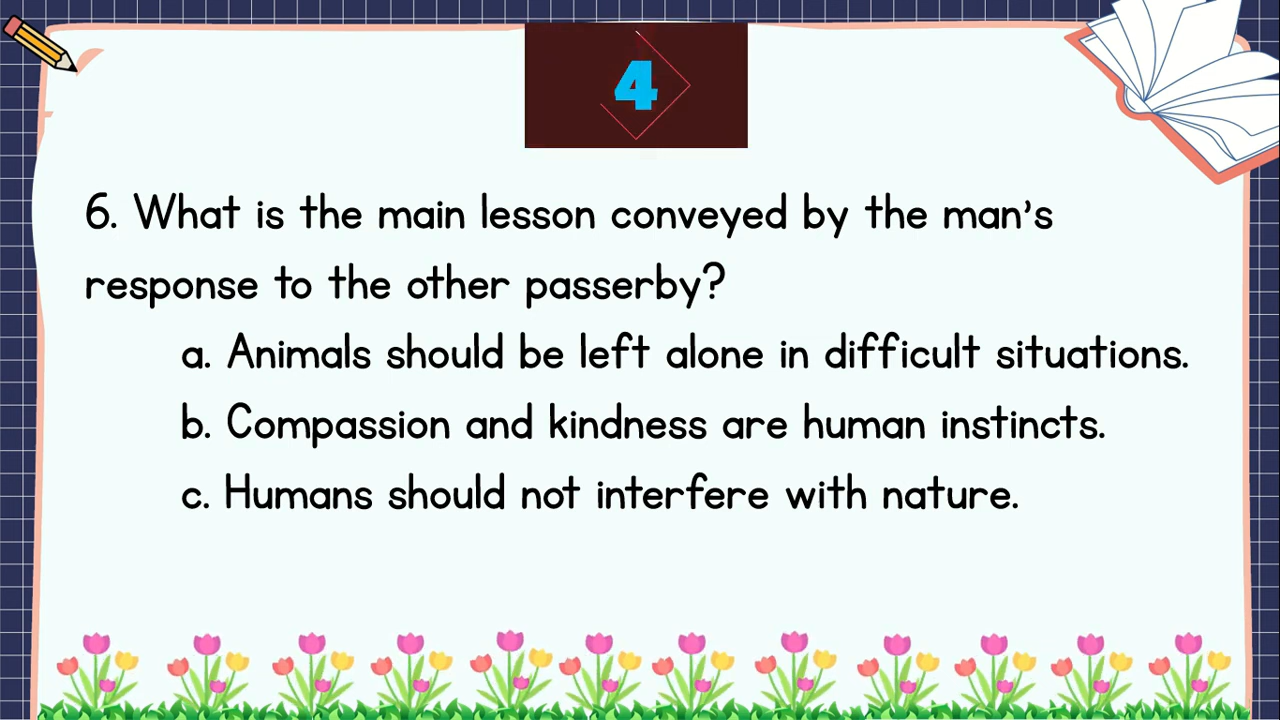 4
6. What is the main lesson conveyed by the man's
response to the other passerby?
a. Animals should be left alone in difficult situations.
b. Compassion and kindness are human instincts.
c. Humans should not interfere with nature.